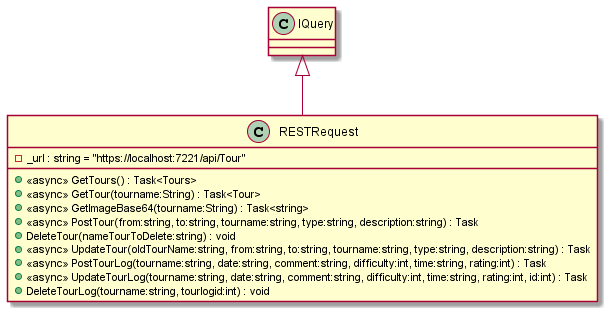 C IQuery
C RESTRequest
_url : string = "https://localhost:7221/api/Tour"
«async» GetTours() : Task<Tours>
«async» GetTour(tourname:String) : Task<Tour>
«async» GetImageBase64(tourname:String) : Task<string>
«async» PostTour(from:string, to:string, tourname:string, type:string, description:string) : Task
DeleteTour(nameTourToDelete:string) : void
«async» UpdateTour(oldTourName:string, from:string, to:string, tourname:string, type:string, description:string) : Task
«async» PostTourLog(tourname:string, date:string, comment:string, difficulty:int, time:string, rating:int) : Task
«async» UpdateTourLog(tourname:string, date:string, comment:string, difficulty:int, time:string, rating:int, id:int) : Task
DeleteTourLog(tourname:string, tourlogid:int) : void